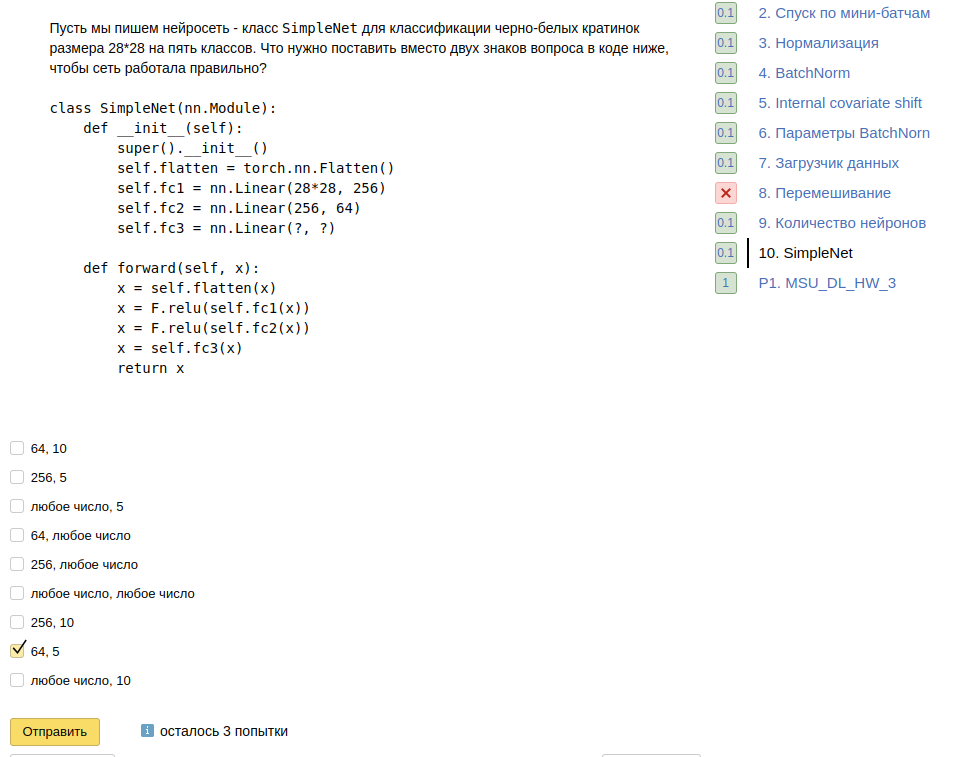 Пусть мы пишем нейросеть - класс SimpleNet для классификации черно-белых кратинок
размера 28*28 на пять классов. Что нужно поставить вместо двух знаков вопроса в коде ниже,
чтобы сеть работала правильно?
class SimpleNet(nn.Module):
    def __init__(self):
        super().__init__()
        self.flatten = torch.nn.Flatten()
        self.fc1 = nn.Linear(28*28, 256)
        self.fc2 = nn.Linear(256, 64)
        self.fc3 = nn.Linear(?, ?)
    def forward(self, x):
        x = self.flatten(x)
        x = F.relu(self.fc1(x))
        x = F.relu(self.fc2(x))
        x = self.fc3(x)
        return x
64, 10
256, 5
любое число, 5
64, любое число
256, любое число
любое число, любое число
256, 10
64, 5
любое число, 10
Отправить
i осталось 3 попытки
0.1 2. Спуск по мини-батчам
0.1 3. Нормализация
0.1 4. BatchNorm
0.1 5. Internal covariate shift
0.1 6. Параметры BatchNorn
0.1 7. Загрузчик данных
8. Перемешивание
0.1 9. Количество нейронов
0.1 10. SimpleNet
1 P1. MSU_DL_HW_3